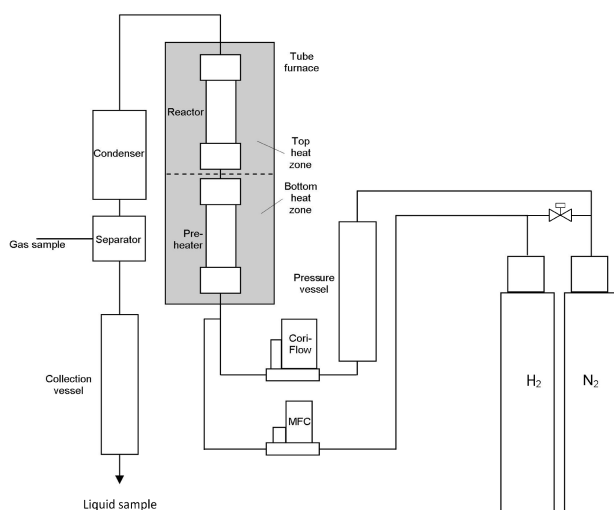 Tube
furnace
Reactor
Top
heat
zone
Condenser
Bottom
heat zone
Separator
Gas sample
Pre-
heater
Pressure
vessel
Cori-
Flow
Collection
vessel
H2
N2
MFC
Liquid sample